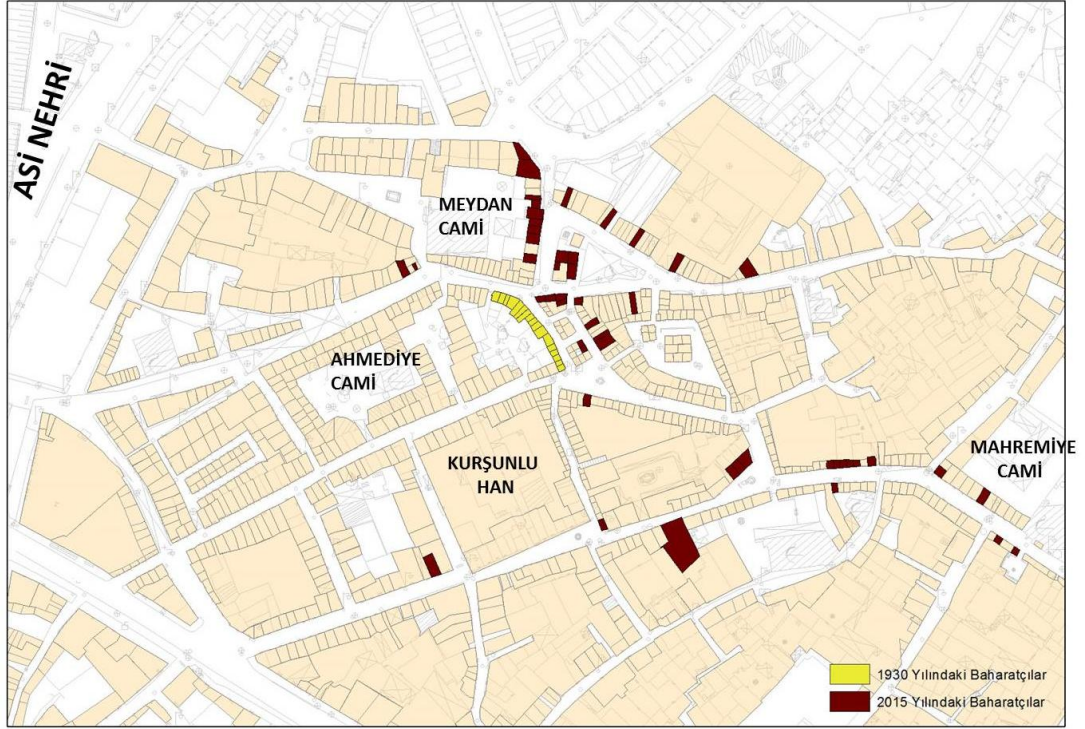 ASİ NEHRİ
MEYDAN
CAMİ
AHMEDİYE
CAMİ
KURŞUNLU
HAN
MAHREMİYE
CAMİ
1930 Yılındaki Baharatçılar
2015 Yılındaki Baharatçılar